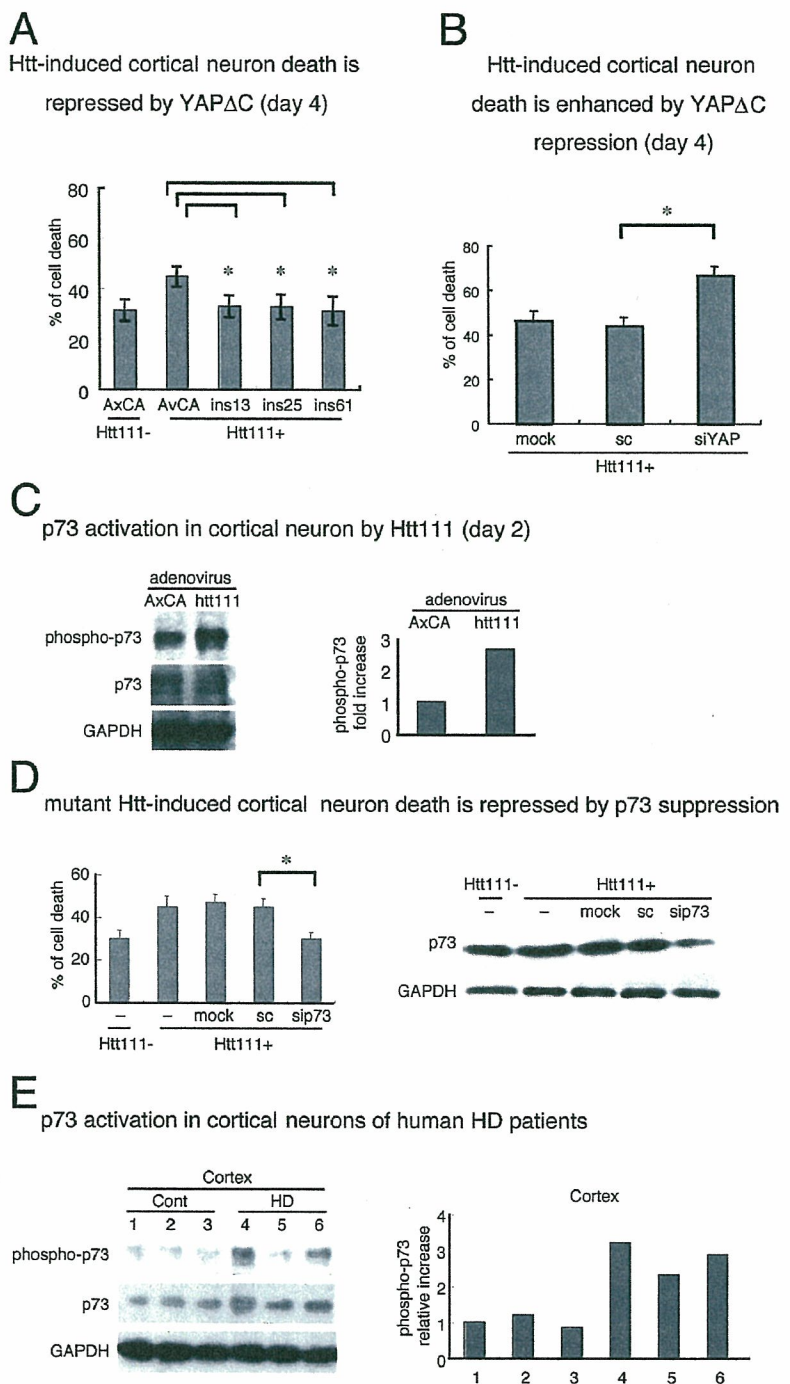 A
Htt-induced cortical neuron death is
repressed by YAPΔC (day 4)
80
60
40
20
0
% of cell death
* * *
AxCA AvCA ins13 ins25 ins61
Htt111- Htt111+
B
Htt-induced cortical neuron
death is enhanced by YAPΔC
repression (day 4)
*
80
60
40
20
0
% of cell death
mock sc siYAP
Htt111+
C
p73 activation in cortical neuron by Htt111 (day 2)
adenovirus
AxCA htt111
phospho-p73
p73
GAPDH
adenovirus
AxCA htt111
phospho-p73
fold increase
3
2
1
0
D
mutant Htt-induced cortical neuron death is repressed by p73 suppression
*
60
40
20
0
% of cell death
– – mock sc sip73
Htt111- Htt111+
Htt111- Htt111+
– – mock sc sip73
p73
GAPDH
E
p73 activation in cortical neurons of human HD patients
Cortex
Cont HD
1 2 3 4 5 6
phospho-p73
p73
GAPDH
Cortex
phospho-p73
relative increase
4
3
2
1
0
1 2 3 4 5 6